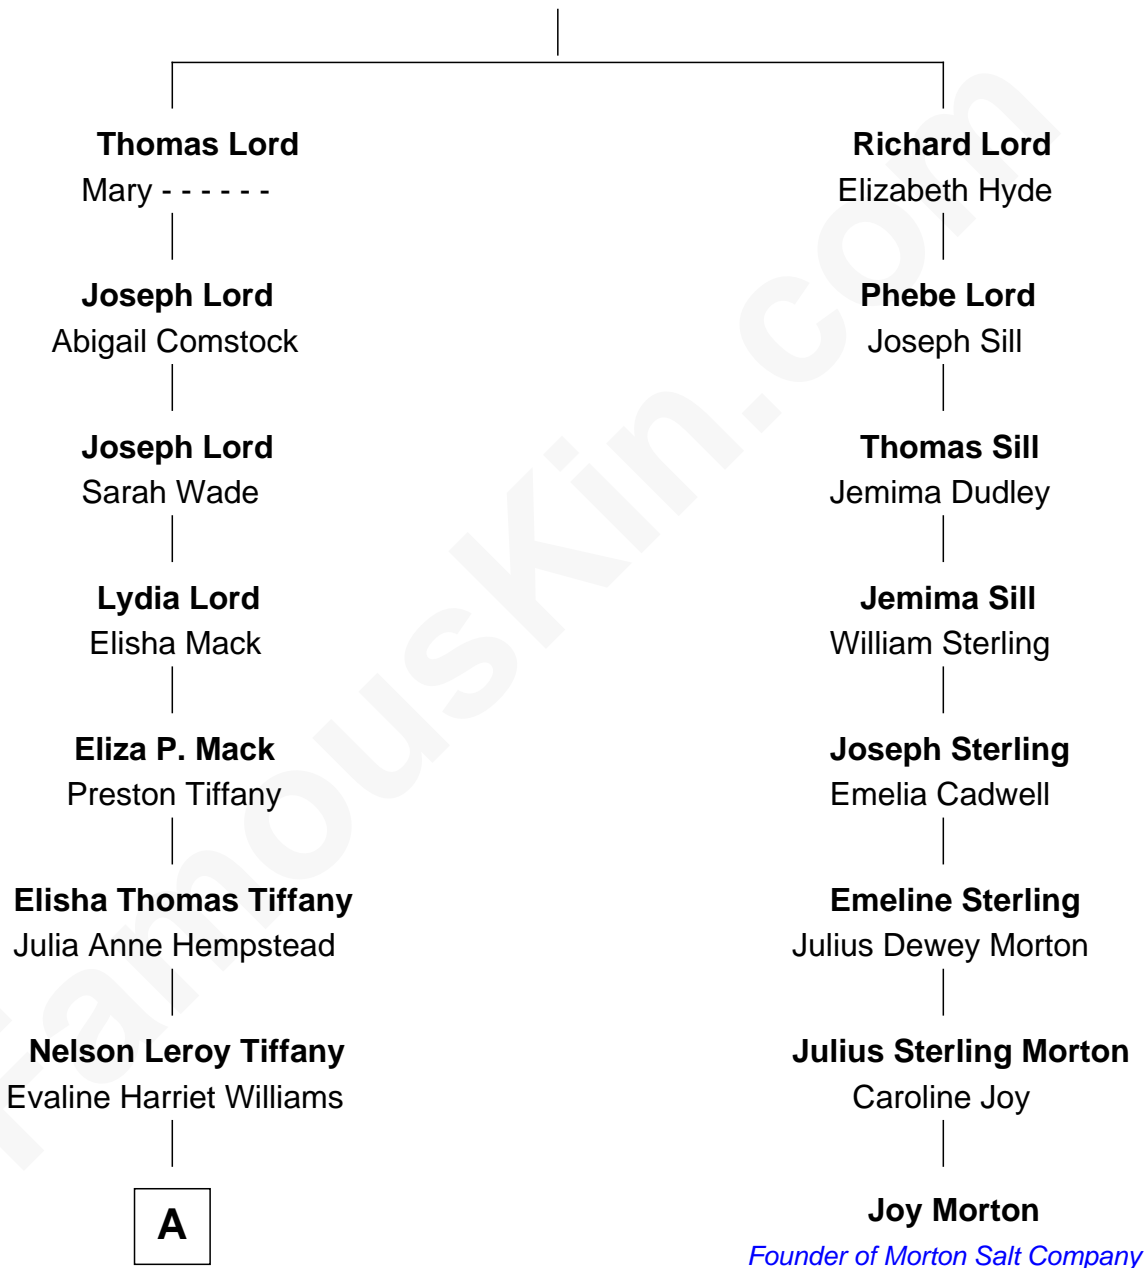 Thomas Lord
Mary - - - - - -
Joseph Lord
Abigail Comstock
Joseph Lord
Sarah Wade
Lydia Lord
Elisha Mack
Eliza P. Mack
Preston Tiffany
Elisha Thomas Tiffany
Julia Anne Hempstead
Nelson Leroy Tiffany
Evaline Harriet Williams
A
Richard Lord
Elizabeth Hyde
Phebe Lord
Joseph Sill
Thomas Sill
Jemima Dudley
Jemima Sill
William Sterling
Joseph Sterling
Emelia Cadwell
Emeline Sterling
Julius Dewey Morton
Julius Sterling Morton
Caroline Joy
Joy Morton
Founder of Morton Salt Company
FamousKin.com